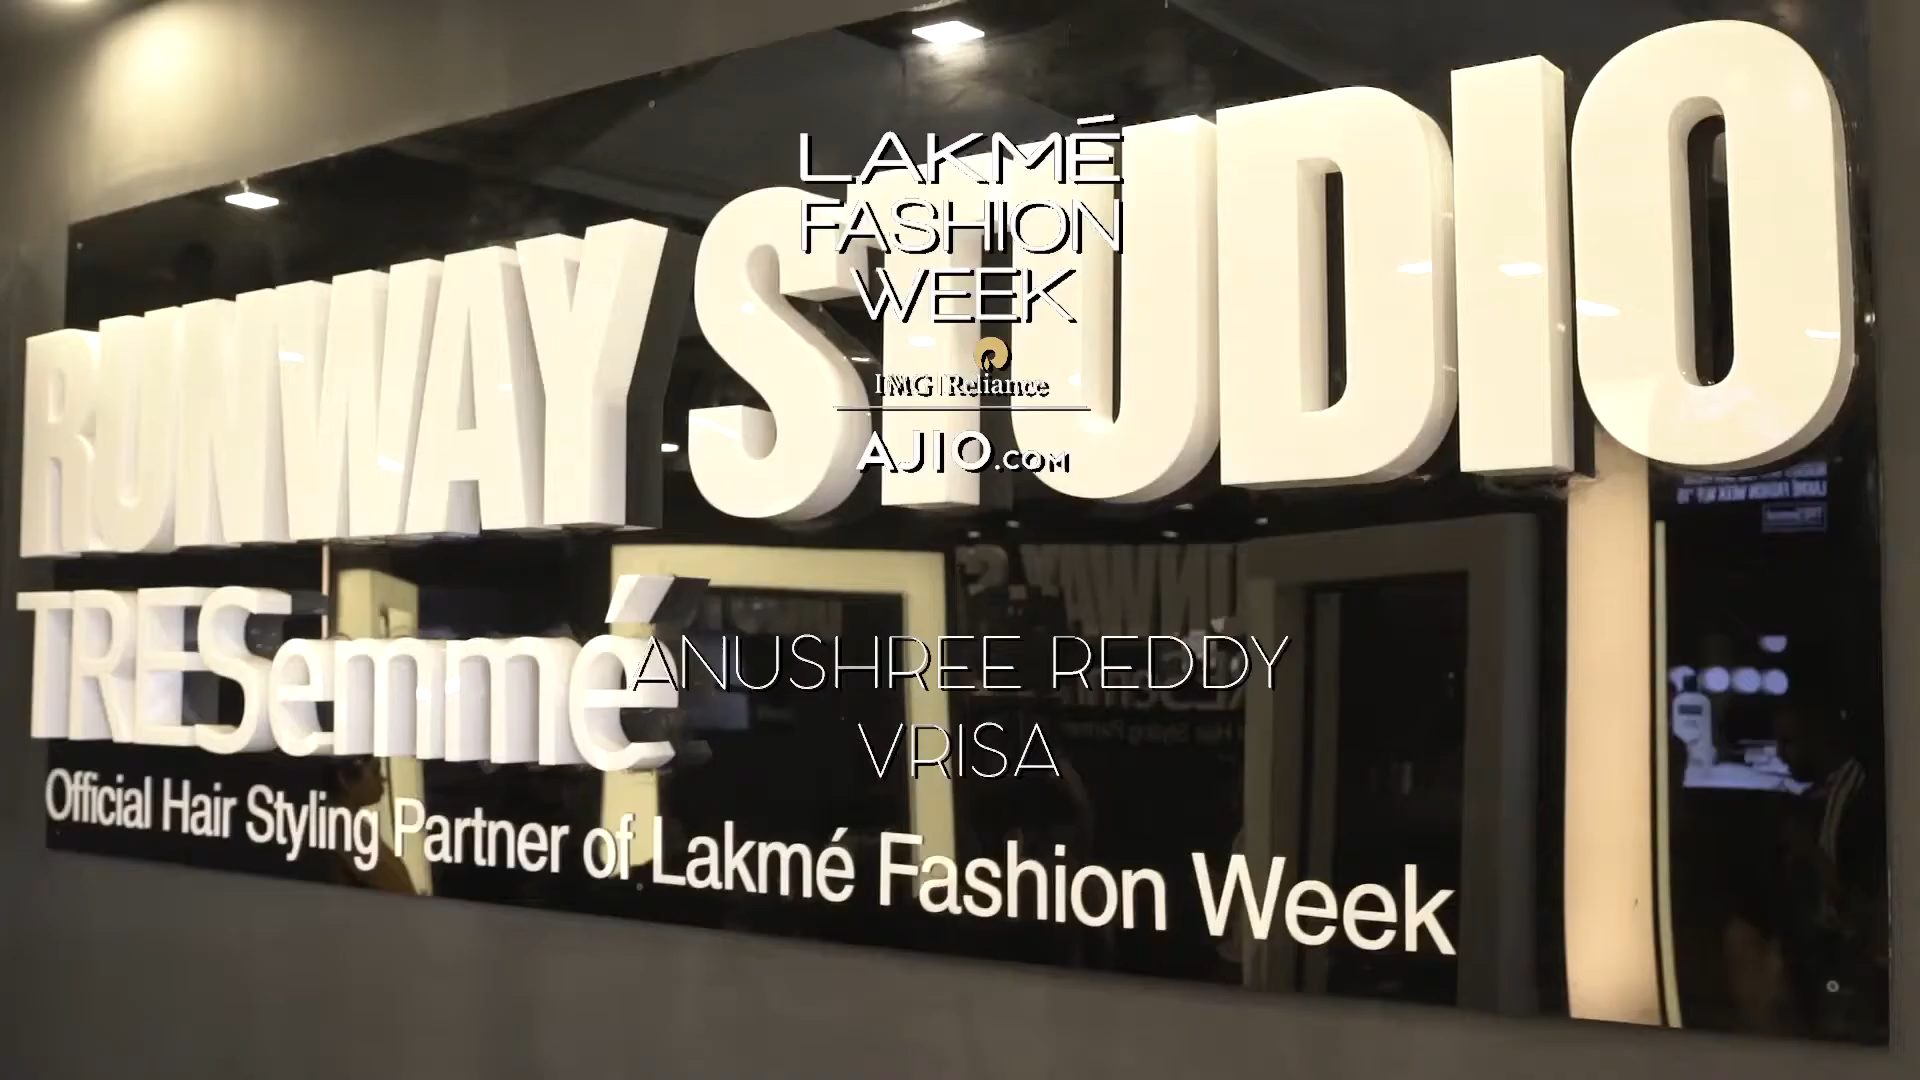 RUNWAY STUDIO
LAKMÉ
FASHION
WEEK
IMG Reliance
AJIO.COM
TRESemmé
ANUSHREE REDDY
VRISA
Official Hair Styling Partner of Lakmé Fashion Week